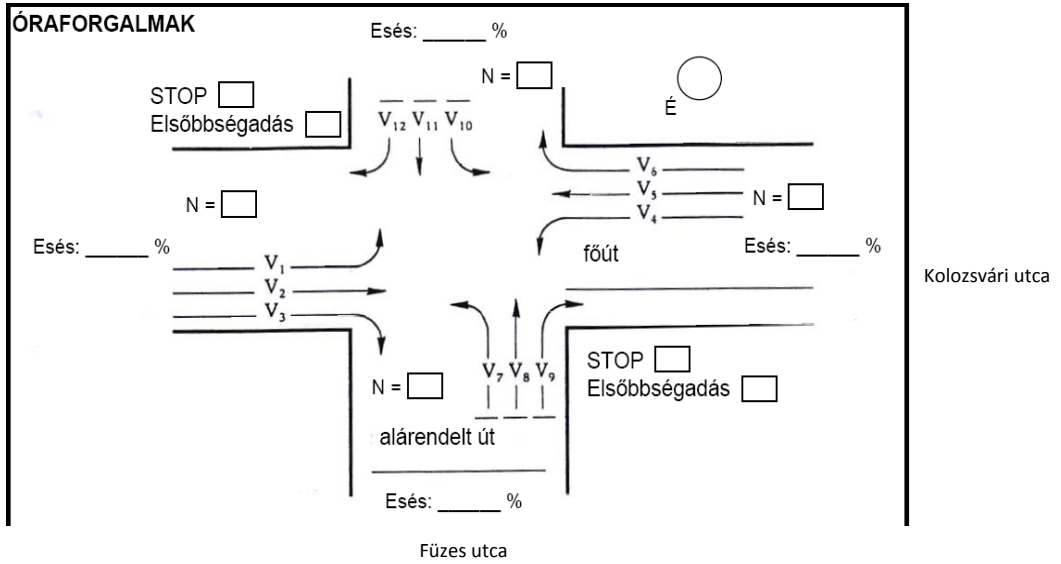 ÓRAFORGALMAK
Esés: ______ %
N =
STOP
É
Elsőbbségadás
V12 V11 V10
V6
N =
V5
N =
V4
Esés: ______ %
főút
Esés: ______ %
V1
Kolozsvári utca
V2
V3
STOP
V7 V8 V9
N =
Elsőbbségadás
alárendelt út
Esés: ______ %
Füzes utca